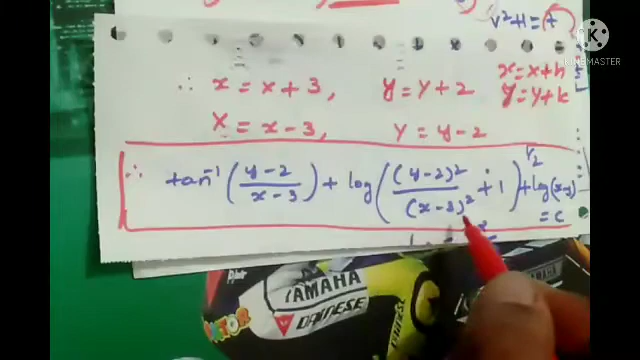 v²+1 = t
KINEMASTER
∴ x = X + 3, y = Y + 2
x = X + h
y = Y + k
X = x - 3, Y = y - 2
∴ tan⁻¹ ( (y-2) / (x-3) ) + log ( (y-2)² / (x-3)² + 1 )^(1/2) + log(x-3) = c
YAMAHA
DAINESE
YAMAHA